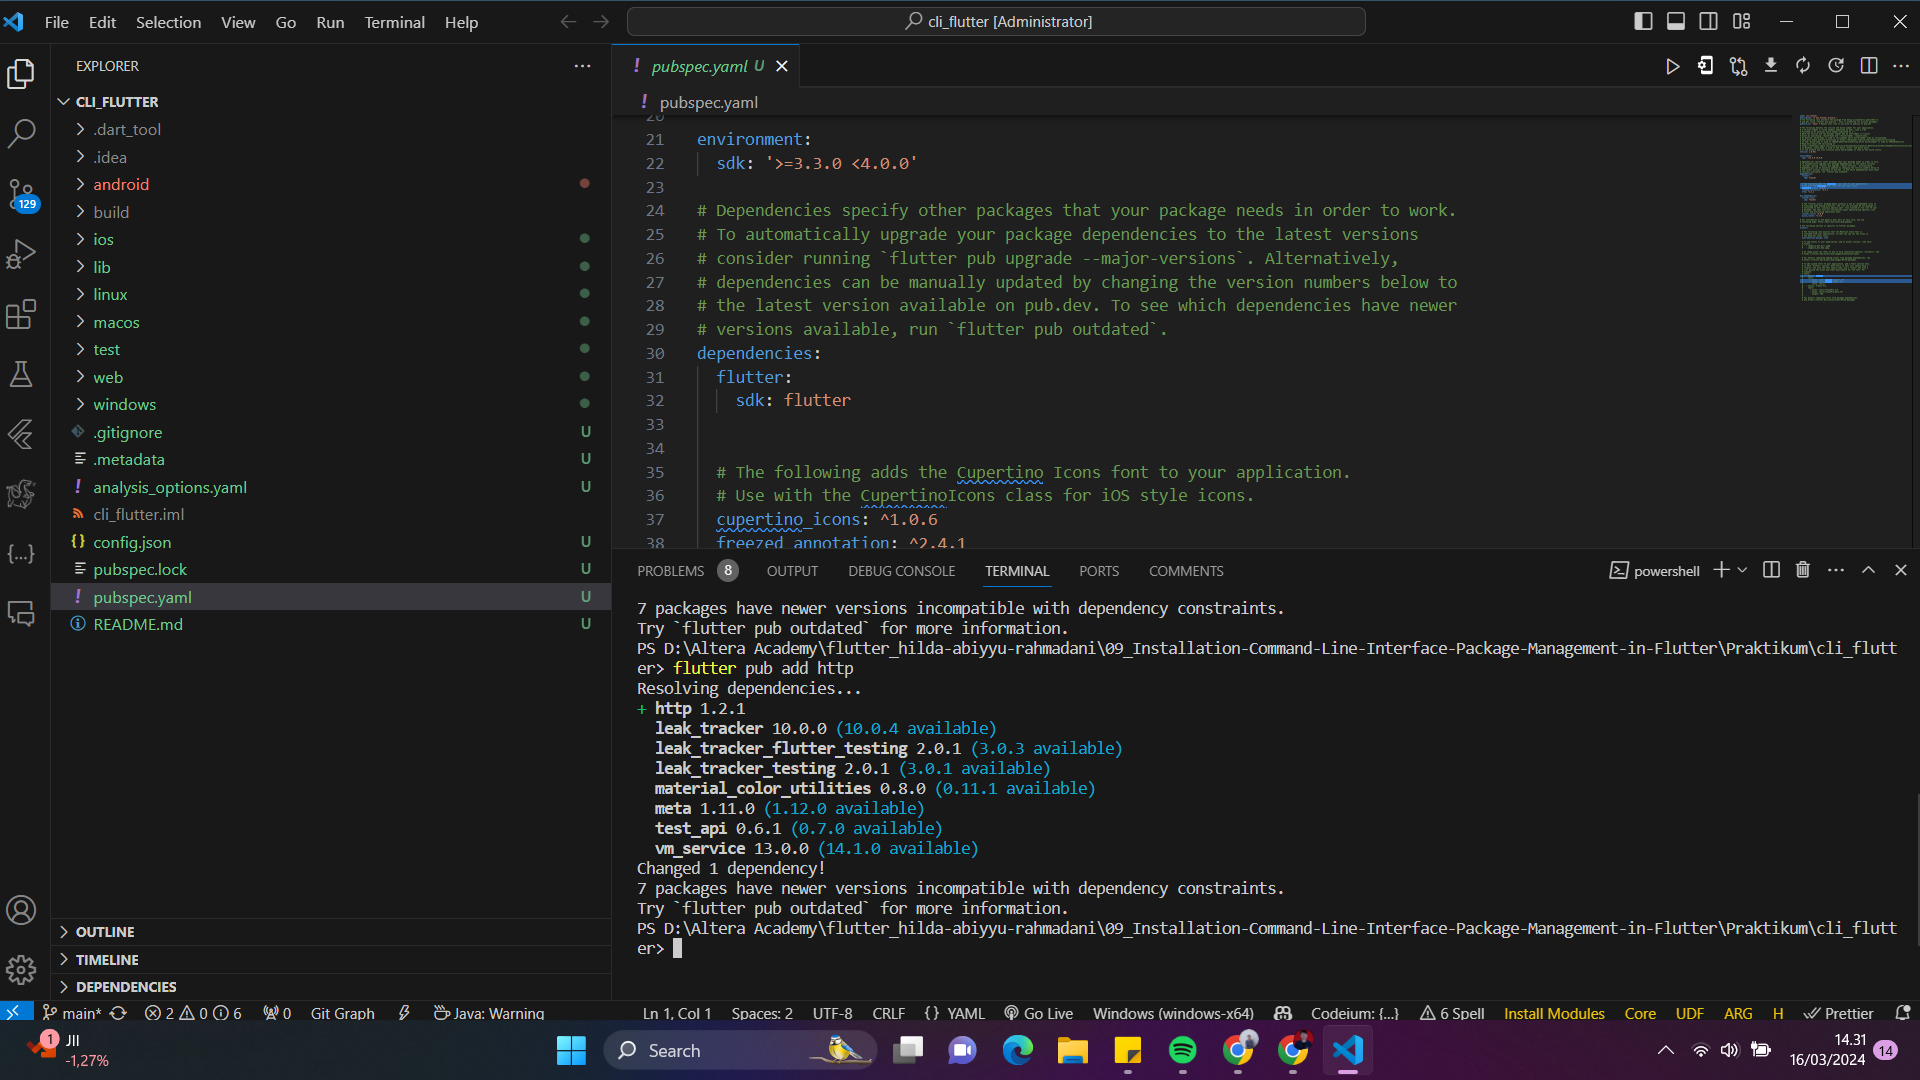 File Edit Selection View Go Run Terminal Help
cli_flutter [Administrator]
EXPLORER
CLI_FLUTTER
.dart_tool
.idea
android
build
ios
lib
linux
macos
test
web
windows
.gitignore U
.metadata U
! analysis_options.yaml U
cli_flutter.iml
{} config.json U
pubspec.lock U
! pubspec.yaml U
README.md U
OUTLINE
TIMELINE
DEPENDENCIES
129
! pubspec.yaml U
! pubspec.yaml
20
21 environment:
22 sdk: '>=3.3.0 <4.0.0'
23
24 # Dependencies specify other packages that your package needs in order to work.
25 # To automatically upgrade your package dependencies to the latest versions
26 # consider running `flutter pub upgrade --major-versions`. Alternatively,
27 # dependencies can be manually updated by changing the version numbers below to
28 # the latest version available on pub.dev. To see which dependencies have newer
29 # versions available, run `flutter pub outdated`.
30 dependencies:
31 flutter:
32 sdk: flutter
33
34
35 # The following adds the Cupertino Icons font to your application.
36 # Use with the CupertinoIcons class for iOS style icons.
37 cupertino_icons: ^1.0.6
38 freezed_annotation: ^2.4.1
PROBLEMS 8 OUTPUT DEBUG CONSOLE TERMINAL PORTS COMMENTS
powershell
7 packages have newer versions incompatible with dependency constraints.
Try `flutter pub outdated` for more information.
PS D:\Altera Academy\flutter_hilda-abiyyu-rahmadani\09_Installation-Command-Line-Interface-Package-Management-in-Flutter\Praktikum\cli_flutt
er> flutter pub add http
Resolving dependencies...
+ http 1.2.1
leak_tracker 10.0.0 (10.0.4 available)
leak_tracker_flutter_testing 2.0.1 (3.0.3 available)
leak_tracker_testing 2.0.1 (3.0.1 available)
material_color_utilities 0.8.0 (0.11.1 available)
meta 1.11.0 (1.12.0 available)
test_api 0.6.1 (0.7.0 available)
vm_service 13.0.0 (14.1.0 available)
Changed 1 dependency!
7 packages have newer versions incompatible with dependency constraints.
Try `flutter pub outdated` for more information.
PS D:\Altera Academy\flutter_hilda-abiyyu-rahmadani\09_Installation-Command-Line-Interface-Package-Management-in-Flutter\Praktikum\cli_flutt
er>
main* 2 0 6 0 Git Graph Java: Warning Ln 1, Col 1 Spaces: 2 UTF-8 CRLF {} YAML Go Live Windows (windows-x64) Codeium: {...} 6 Spell Install Modules Core UDF ARG H Prettier
1
JII
-1,27%
Search
14.31
16/03/2024
14